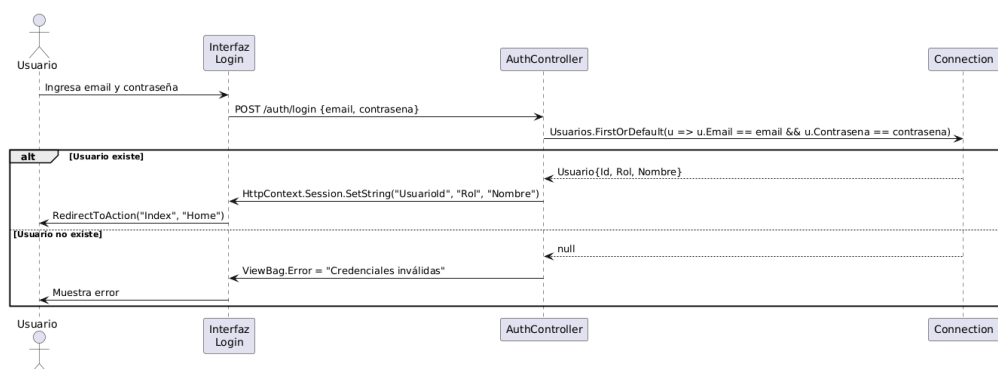 Usuario
Interfaz
Login
AuthController
Connection
Ingresa email y contraseña
POST /auth/login {email, contrasena}
Usuarios.FirstOrDefault(u => u.Email == email && u.Contrasena == contrasena)
alt [Usuario existe]
Usuario{Id, Rol, Nombre}
HttpContext.Session.SetString("UsuarioId", "Rol", "Nombre")
RedirectToAction("Index", "Home")
[Usuario no existe]
null
ViewBag.Error = "Credenciales inválidas"
Muestra error
Usuario
Interfaz
Login
AuthController
Connection